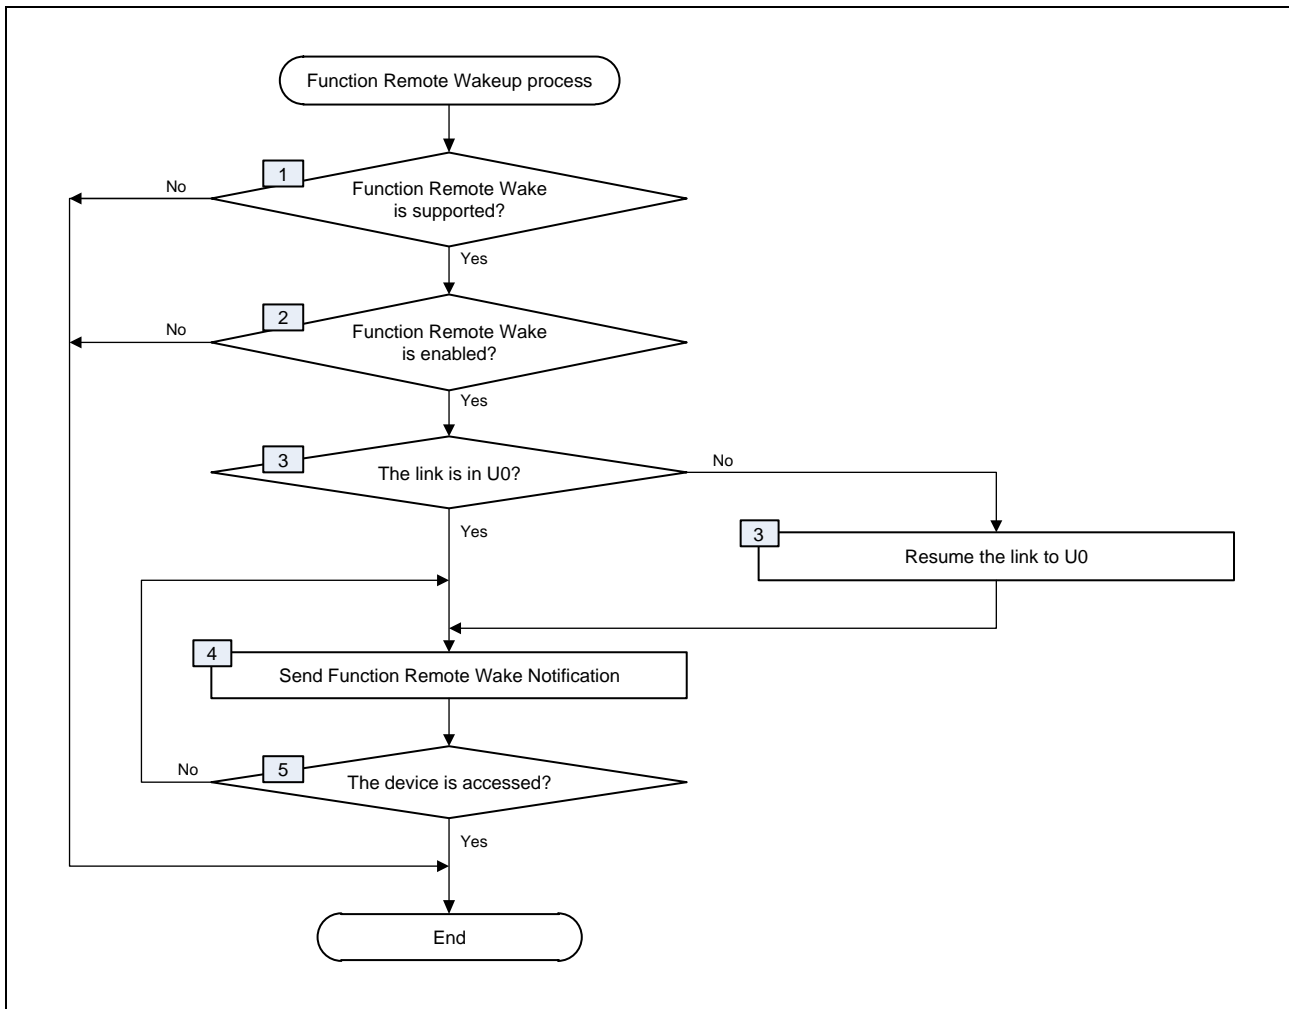 Function Remote Wakeup process
1
Function Remote Wake
is supported?
No
Yes
2
Function Remote Wake
is enabled?
No
Yes
3
The link is in U0?
No
Yes
3
Resume the link to U0
4
Send Function Remote Wake Notification
5
The device is accessed?
No
Yes
End